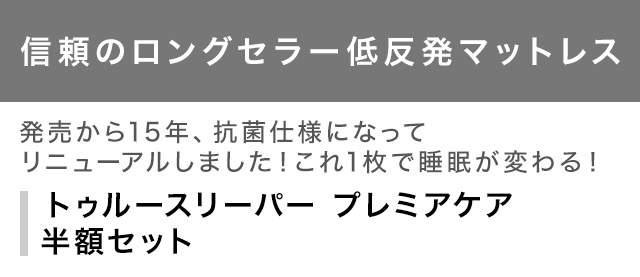 信頼のロングセラー低反発マットレス
発売から15年、抗菌仕様になって
リニューアルしました！これ1枚で睡眠が変わる！
トゥルースリーパー プレミアケア
半額セット